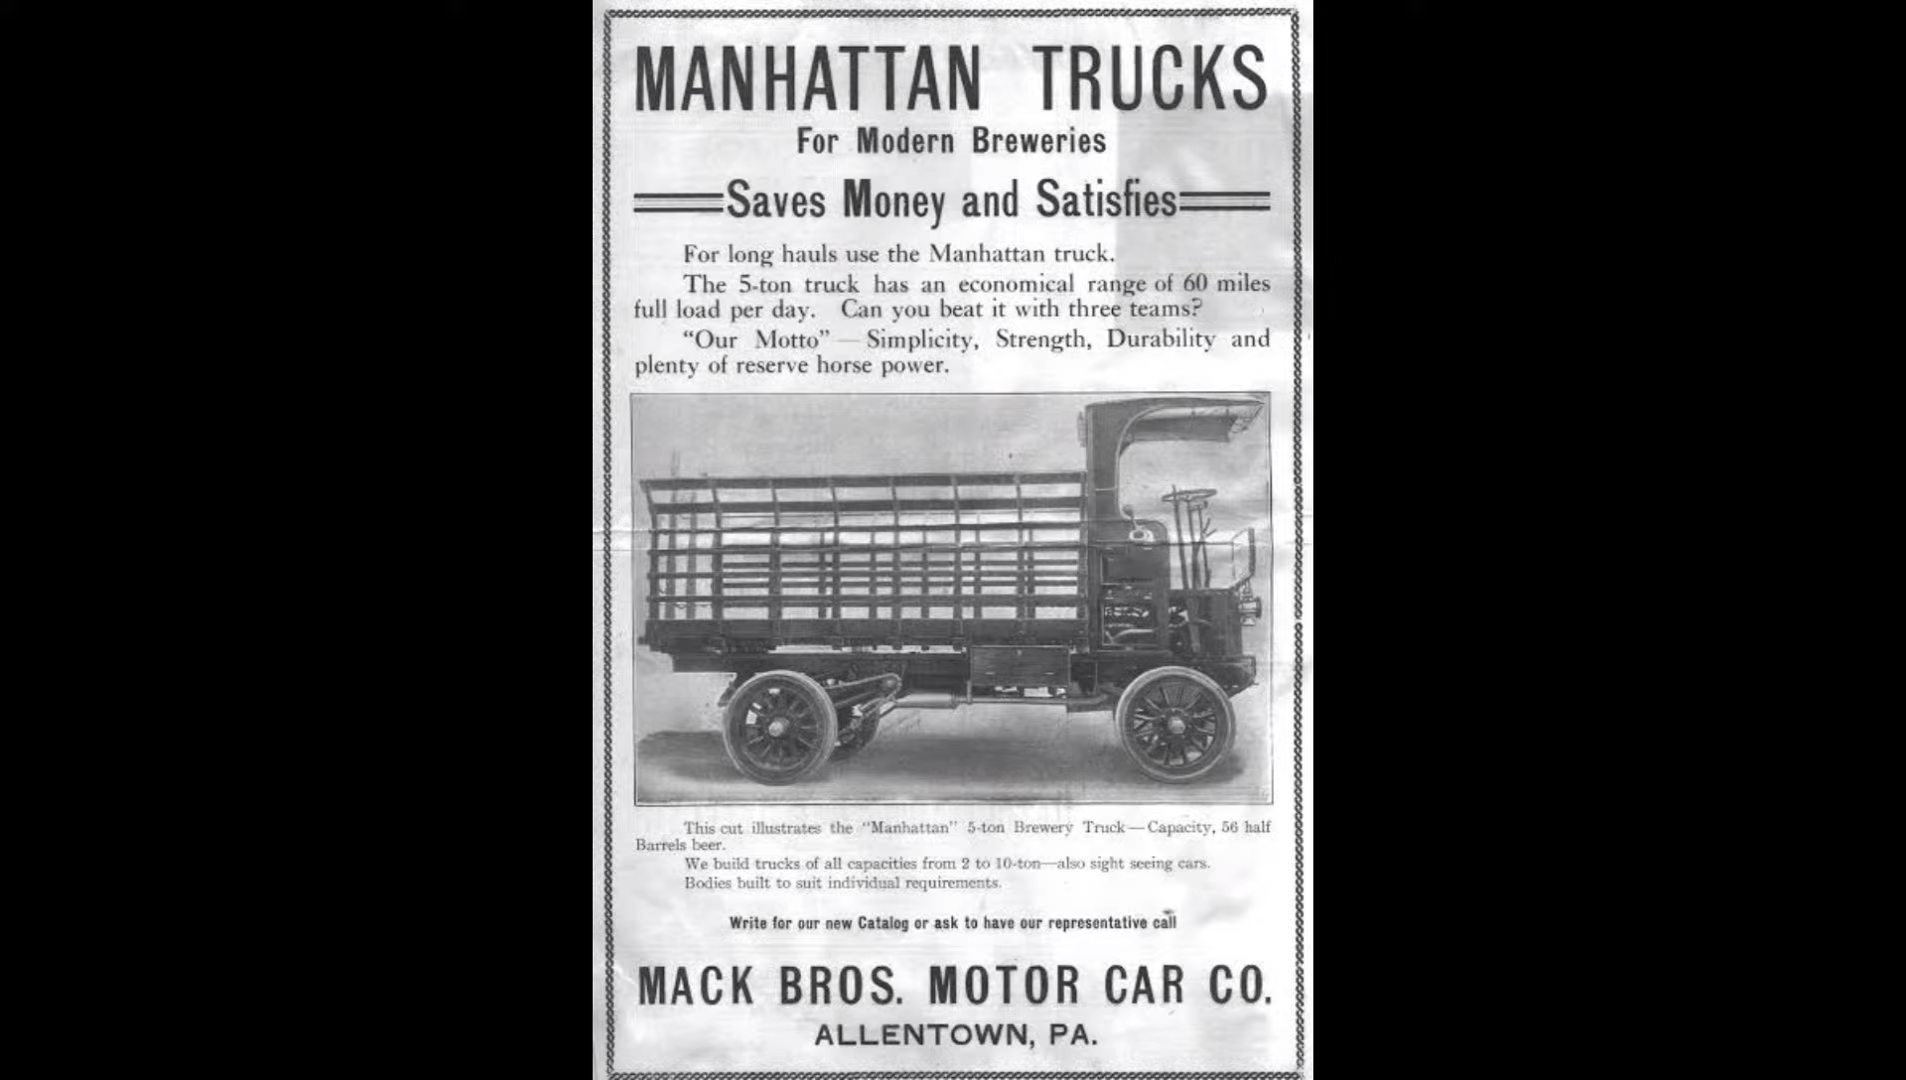 MANHATTAN TRUCKS
For Modern Breweries
Saves Money and Satisfies
For long hauls use the Manhattan truck.
The 5-ton truck has an economical range of 60 miles
full load per day. Can you beat it with three teams?
"Our Motto" — Simplicity, Strength, Durability and
plenty of reserve horse power.
This cut illustrates the "Manhattan" 5-ton Brewery Truck—Capacity, 56 half
Barrels beer.
We build trucks of all capacities from 2 to 10-ton—also sight seeing cars.
Bodies built to suit individual requirements.
Write for our new Catalog or ask to have our representative call
MACK BROS. MOTOR CAR CO.
ALLENTOWN, PA.